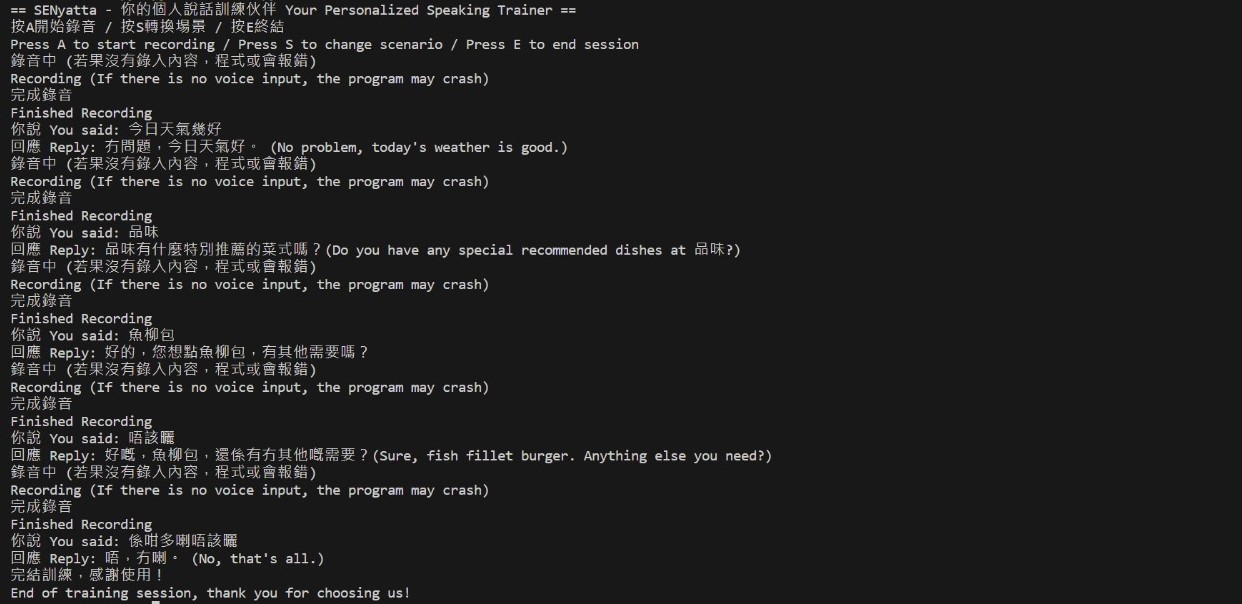 == SENyatta - 你的個人說話訓練伙伴 Your Personalized Speaking Trainer ==
按A開始錄音 / 按S轉換場景 / 按E終結
Press A to start recording / Press S to change scenario / Press E to end session
錄音中 (若果沒有錄入內容，程式或會報錯)
Recording (If there is no voice input, the program may crash)
完成錄音
Finished Recording
你說 You said: 今日天氣幾好
回應 Reply: 冇問題，今日天氣好。 (No problem, today's weather is good.)
錄音中 (若果沒有錄入內容，程式或會報錯)
Recording (If there is no voice input, the program may crash)
完成錄音
Finished Recording
你說 You said: 品味
回應 Reply: 品味有什麼特別推薦的菜式嗎？(Do you have any special recommended dishes at 品味?)
錄音中 (若果沒有錄入內容，程式或會報錯)
Recording (If there is no voice input, the program may crash)
完成錄音
Finished Recording
你說 You said: 魚柳包
回應 Reply: 好的，您想點魚柳包，有其他需要嗎？
錄音中 (若果沒有錄入內容，程式或會報錯)
Recording (If there is no voice input, the program may crash)
完成錄音
Finished Recording
你說 You said: 唔該曬
回應 Reply: 好嘅，魚柳包，還係有冇其他嘅需要？(Sure, fish fillet burger. Anything else you need?)
錄音中 (若果沒有錄入內容，程式或會報錯)
Recording (If there is no voice input, the program may crash)
完成錄音
Finished Recording
你說 You said: 係咁多喇唔該曬
回應 Reply: 唔，冇喇。 (No, that's all.)
完結訓練，感謝使用！
End of training session, thank you for choosing us!